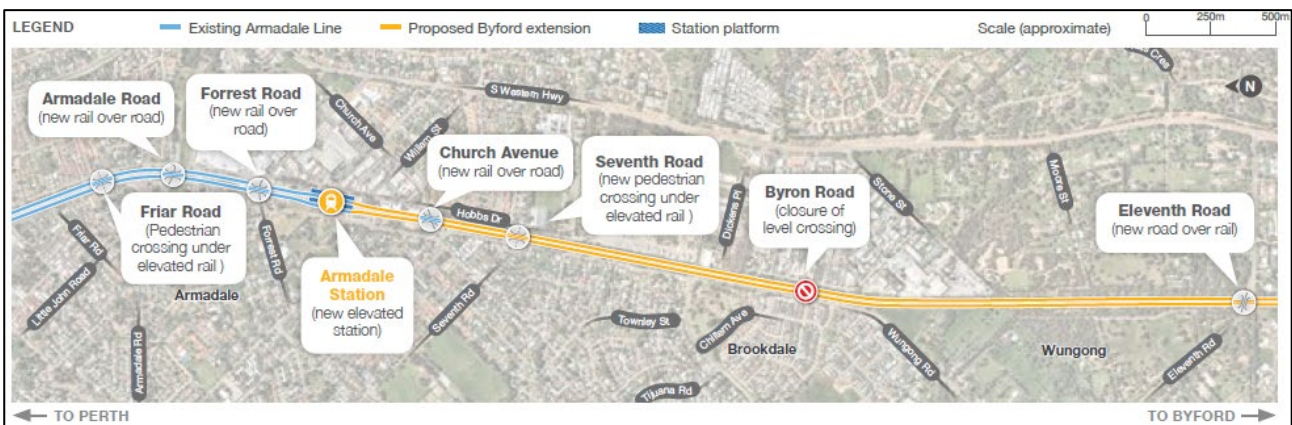 LEGEND
Existing Armadale Line
Proposed Byford extension
Station platform
Scale (approximate)
0
250m
500m
N
Armadale Road
(new rail over road)
Forrest Road
(new rail over
road)
Church Ave
William St
S Western Hwy
Church Avenue
(new rail over road)
Seventh Road
(new pedestrian
crossing under
elevated rail )
Byron Road
(closure of
level crossing)
Eleventh Road
(new road over rail)
Friar Road
(Pedestrian
crossing under
elevated rail )
Armadale
Station
(new elevated
station)
Hobbs Dr
Dickens Pl
Stone St
Moore St
Cres
Friar Rd
Little John Road
Armadale
Armadale Rd
Forrest Rd
Seventh Rd
Townley St
Chiltern Ave
Brookdale
Tijuana Rd
Wungong Rd
Wungong
Eleventh Rd
TO PERTH
TO BYFORD